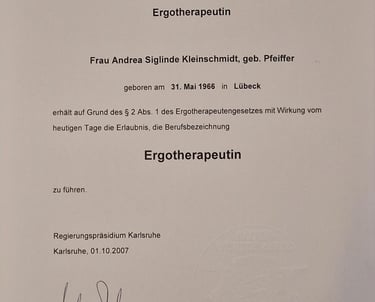 Ergotherapeutin
Frau Andrea Siglinde Kleinschmidt, geb. Pfeiffer
geboren am 31. Mai 1966 in Lübeck
erhält auf Grund des § 2 Abs. 1 des Ergotherapeutengesetzes mit Wirkung vom
heutigen Tage die Erlaubnis, die Berufsbezeichnung
Ergotherapeutin
zu führen.
Regierungspräsidium Karlsruhe
Karlsruhe, 01.10.2007